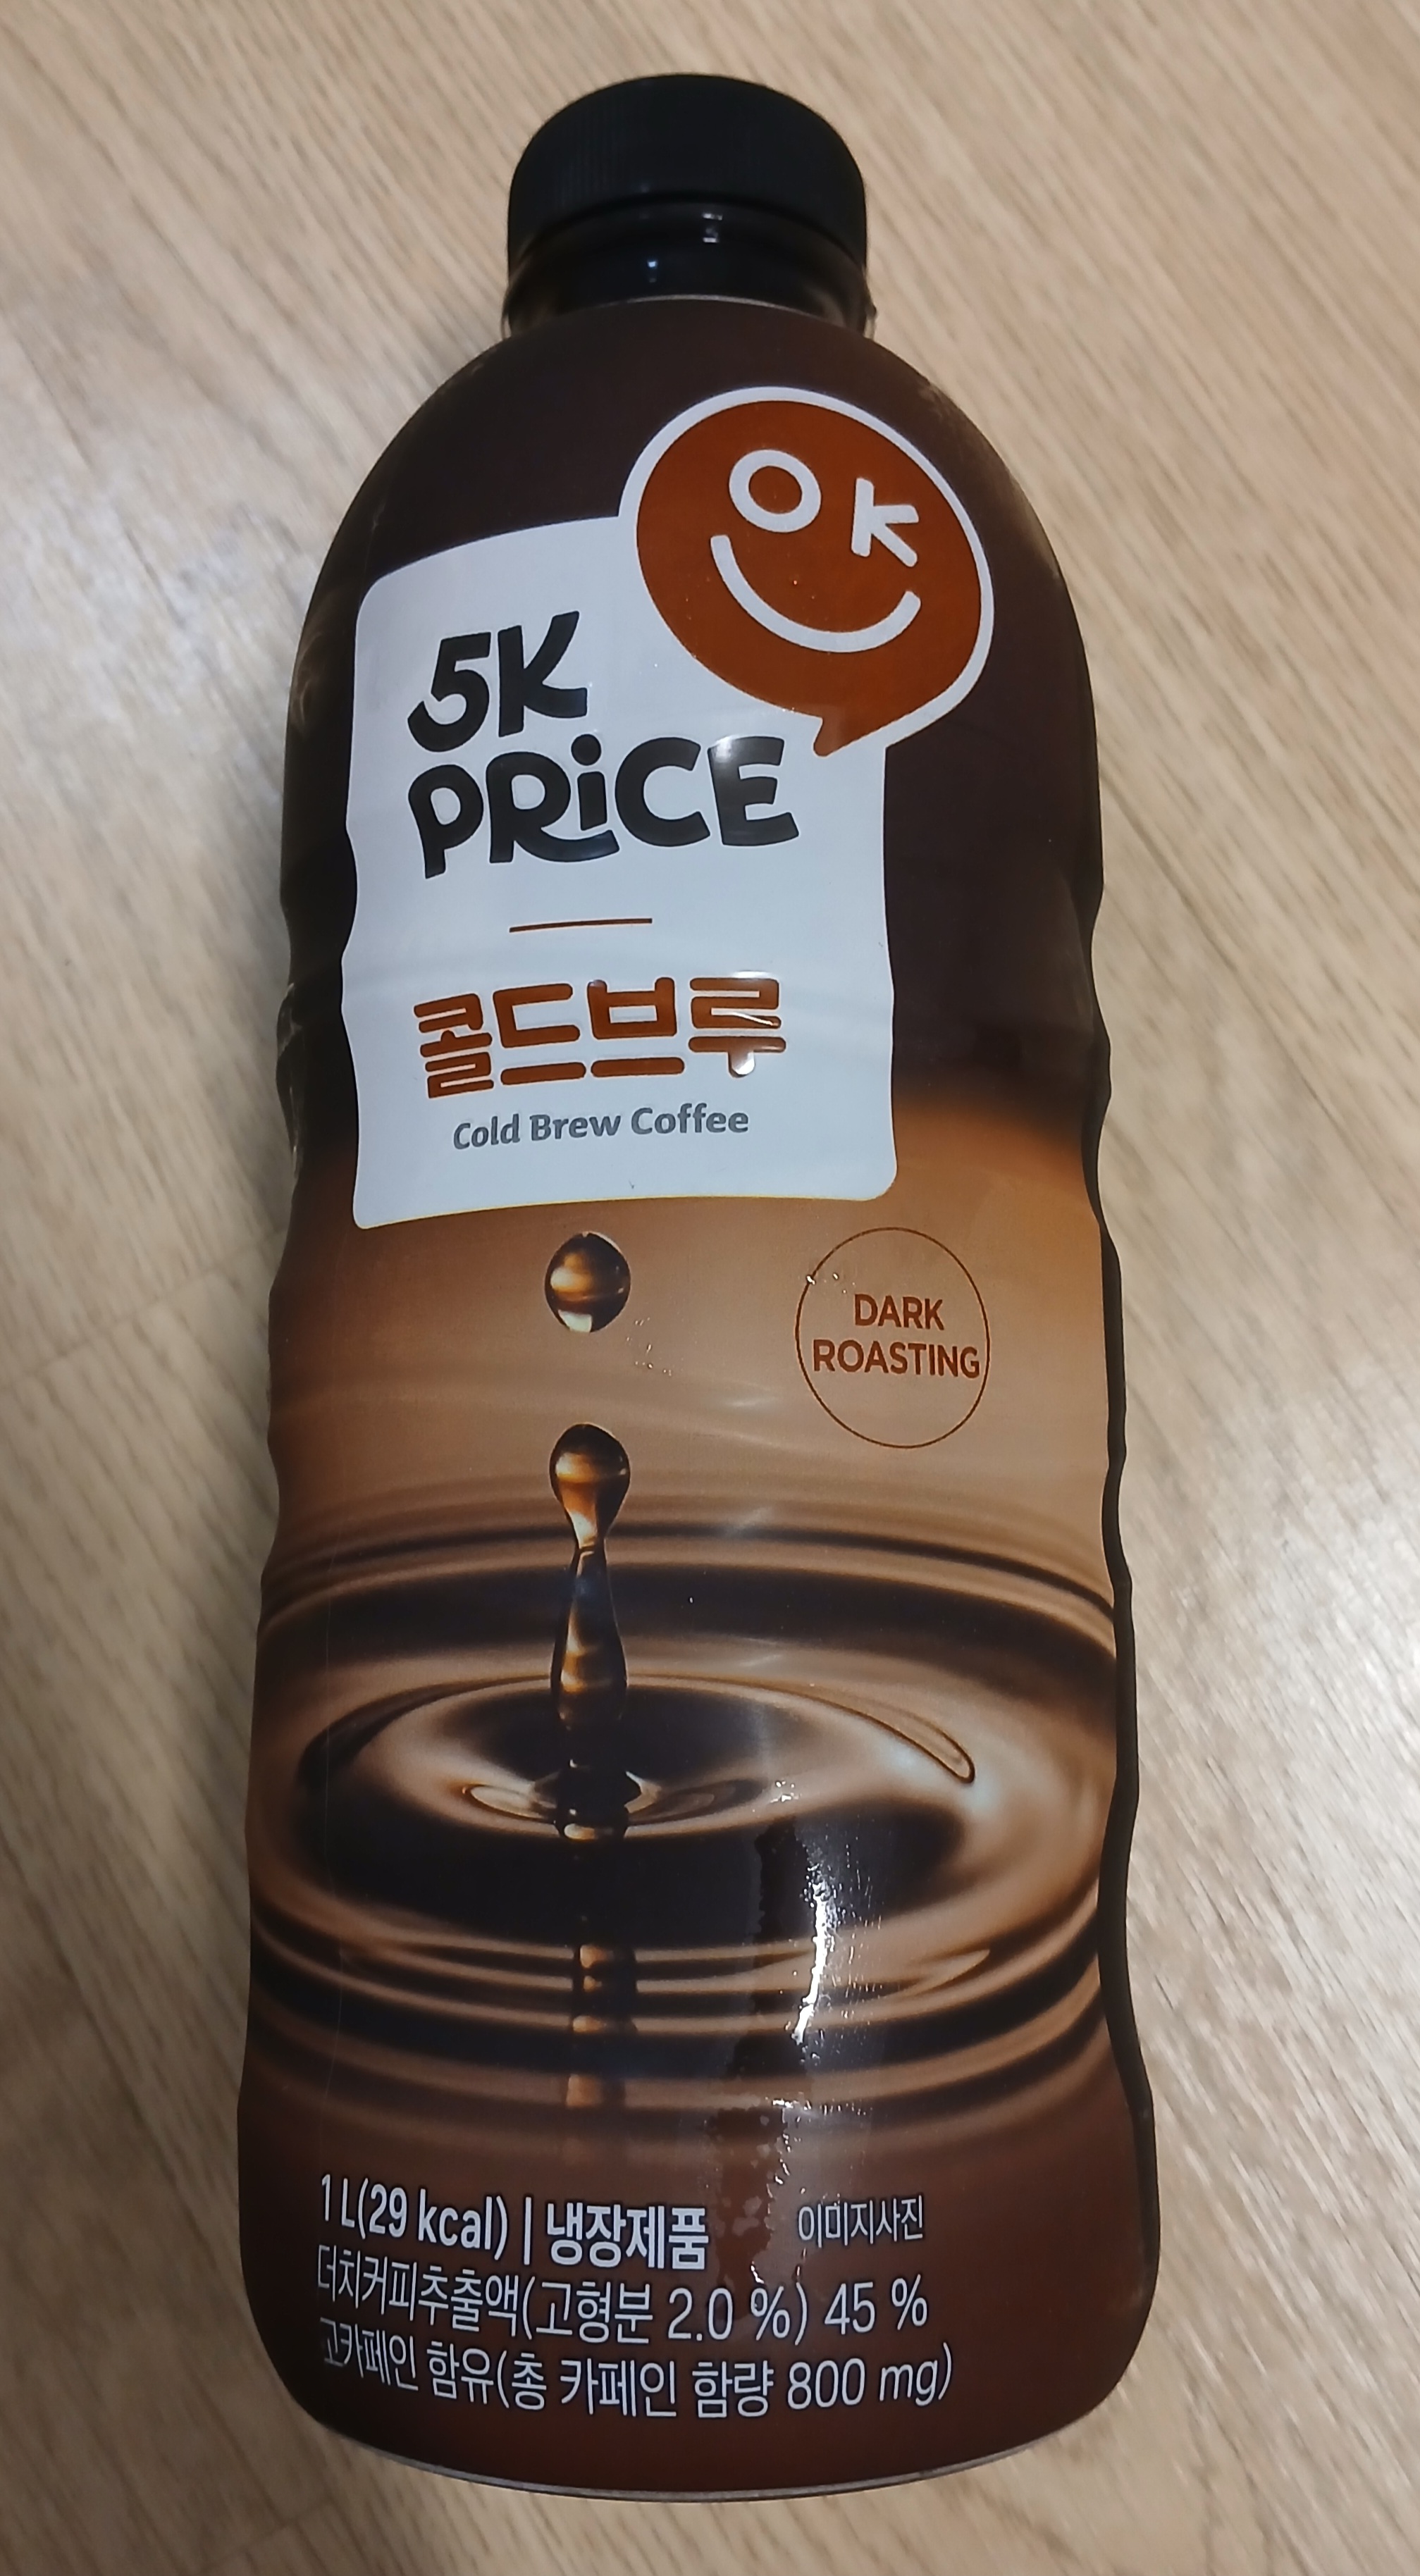 OK
5K
PRiCE
콜드브루
Cold Brew Coffee
DARK
ROASTING
1 L(29 kcal) | 냉장제품
이미지사진
더치커피추출액(고형분 2.0 %) 45 %
고카페인 함유(총 카페인 함량 800 mg)